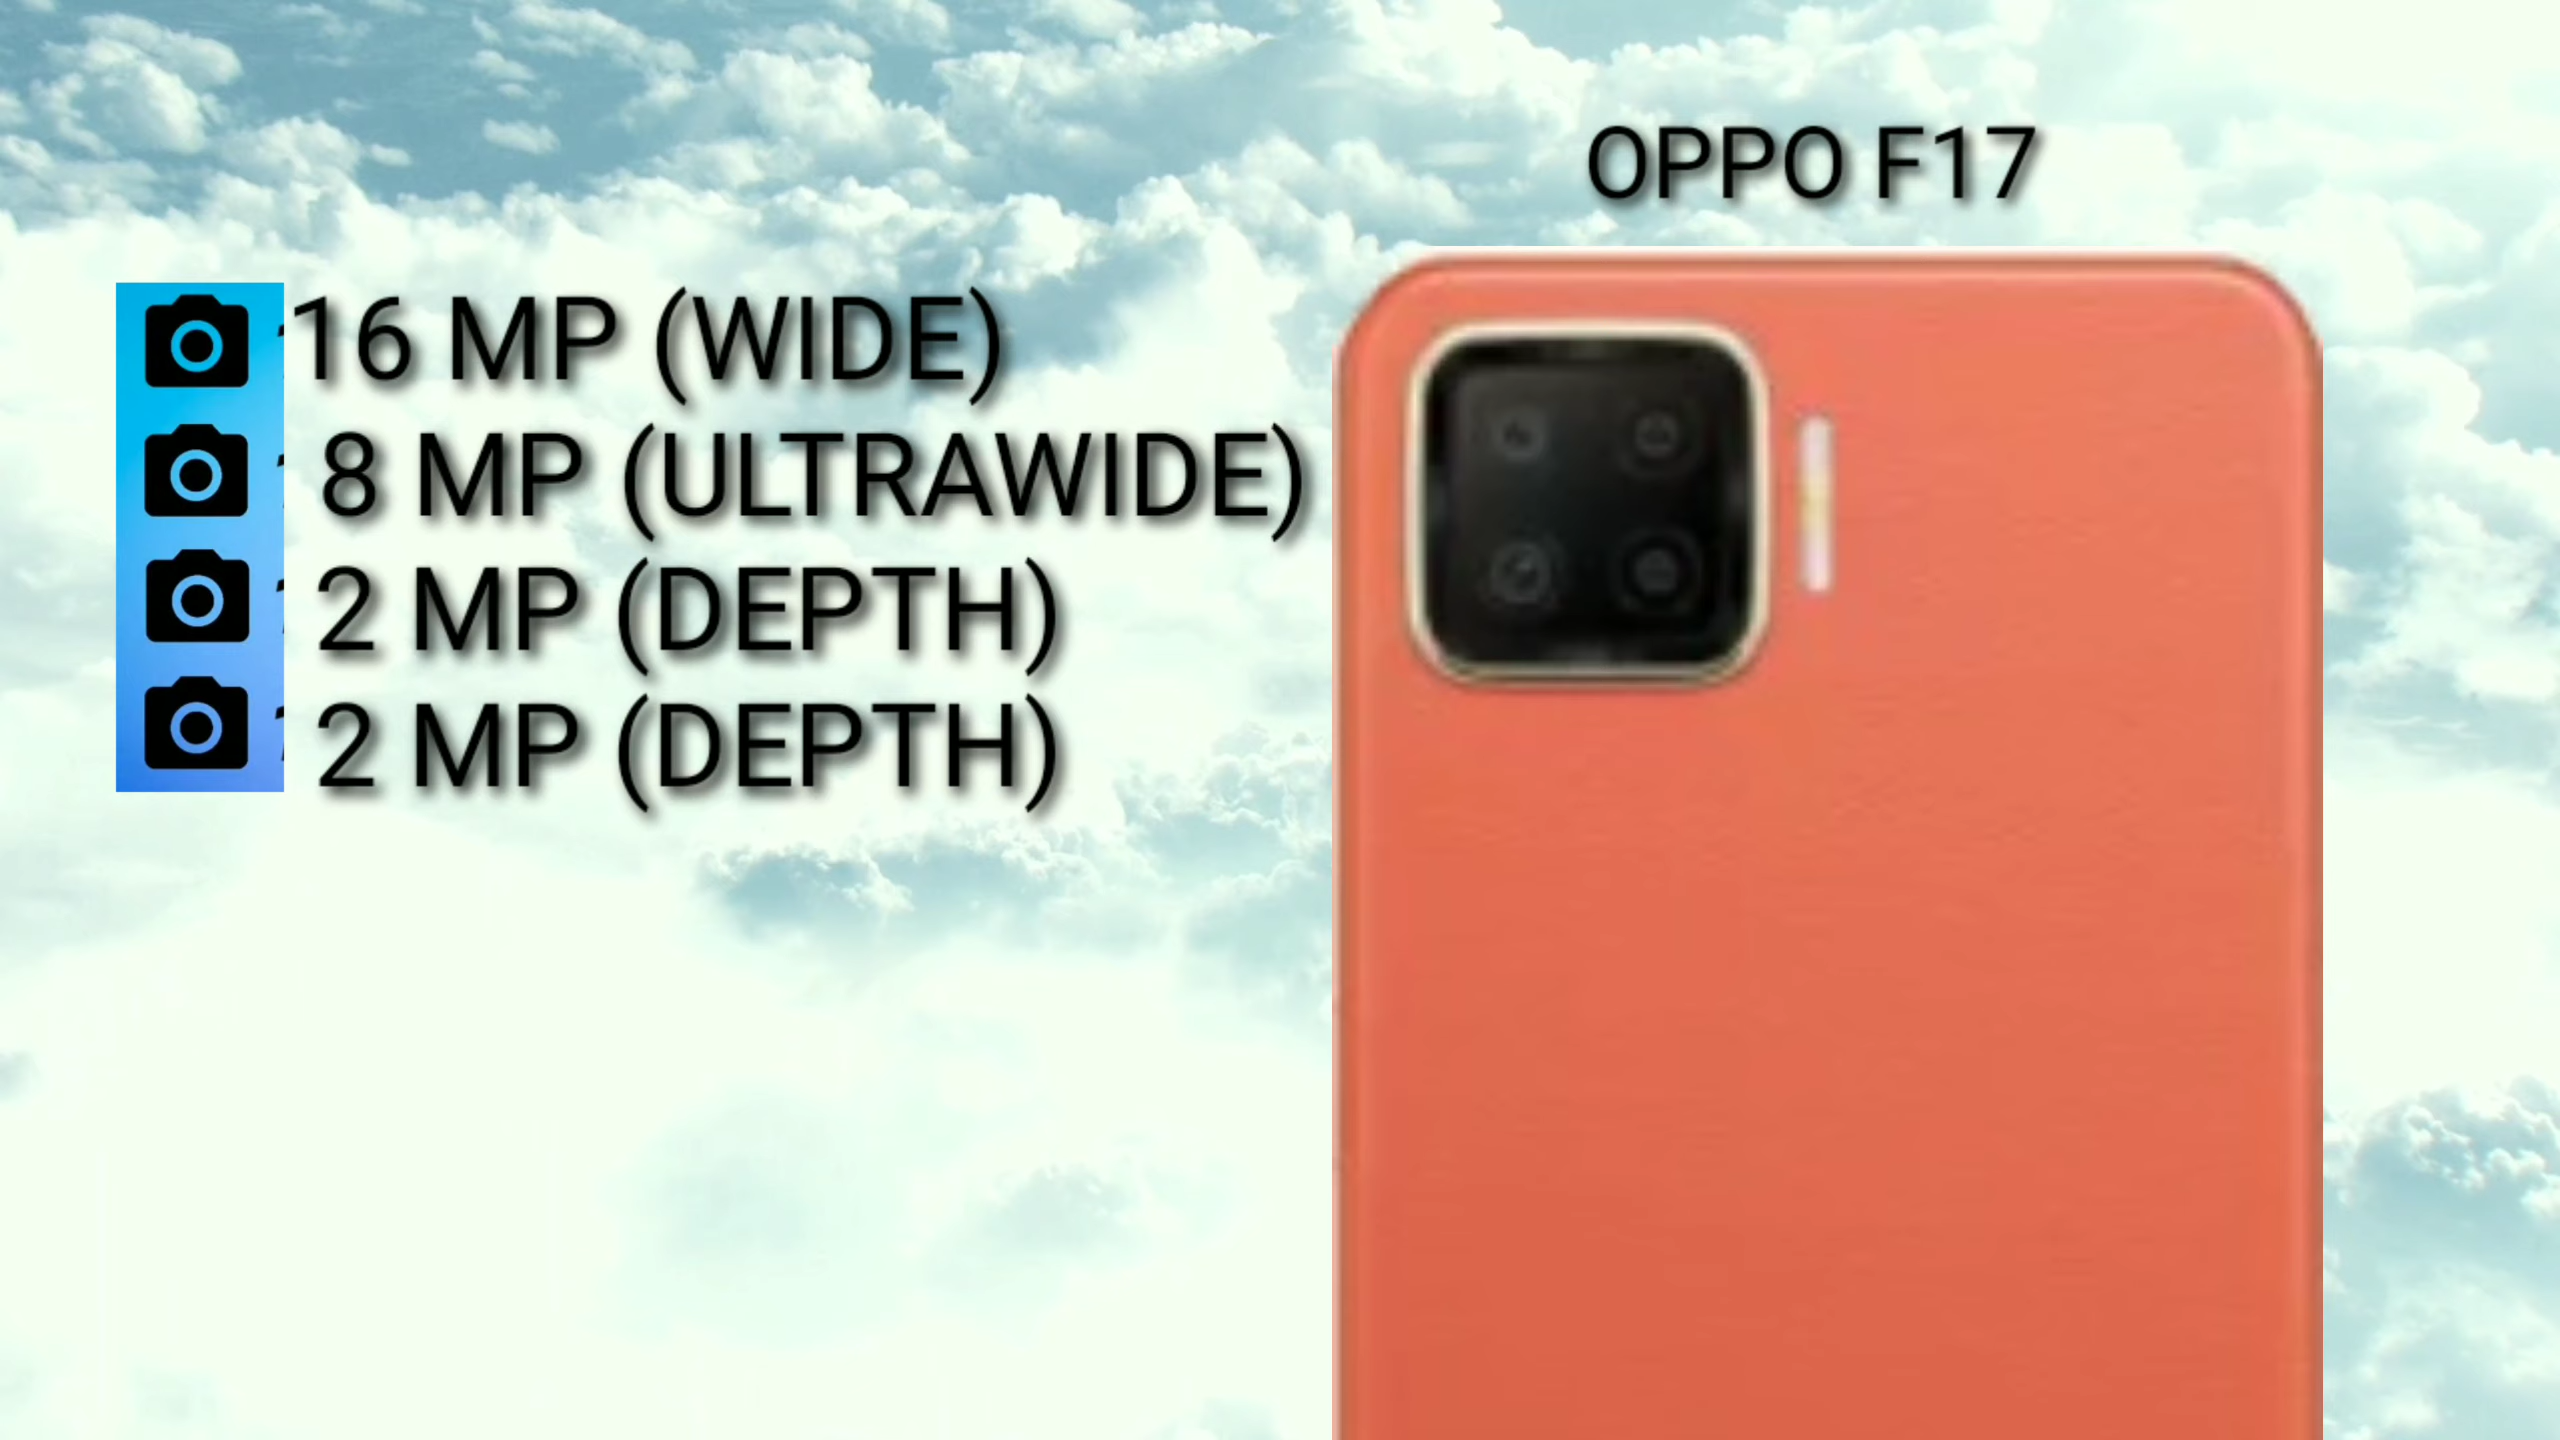 OPPO F17
16 MP (WIDE)
8 MP (ULTRAWIDE)
2 MP (DEPTH)
2 MP (DEPTH)